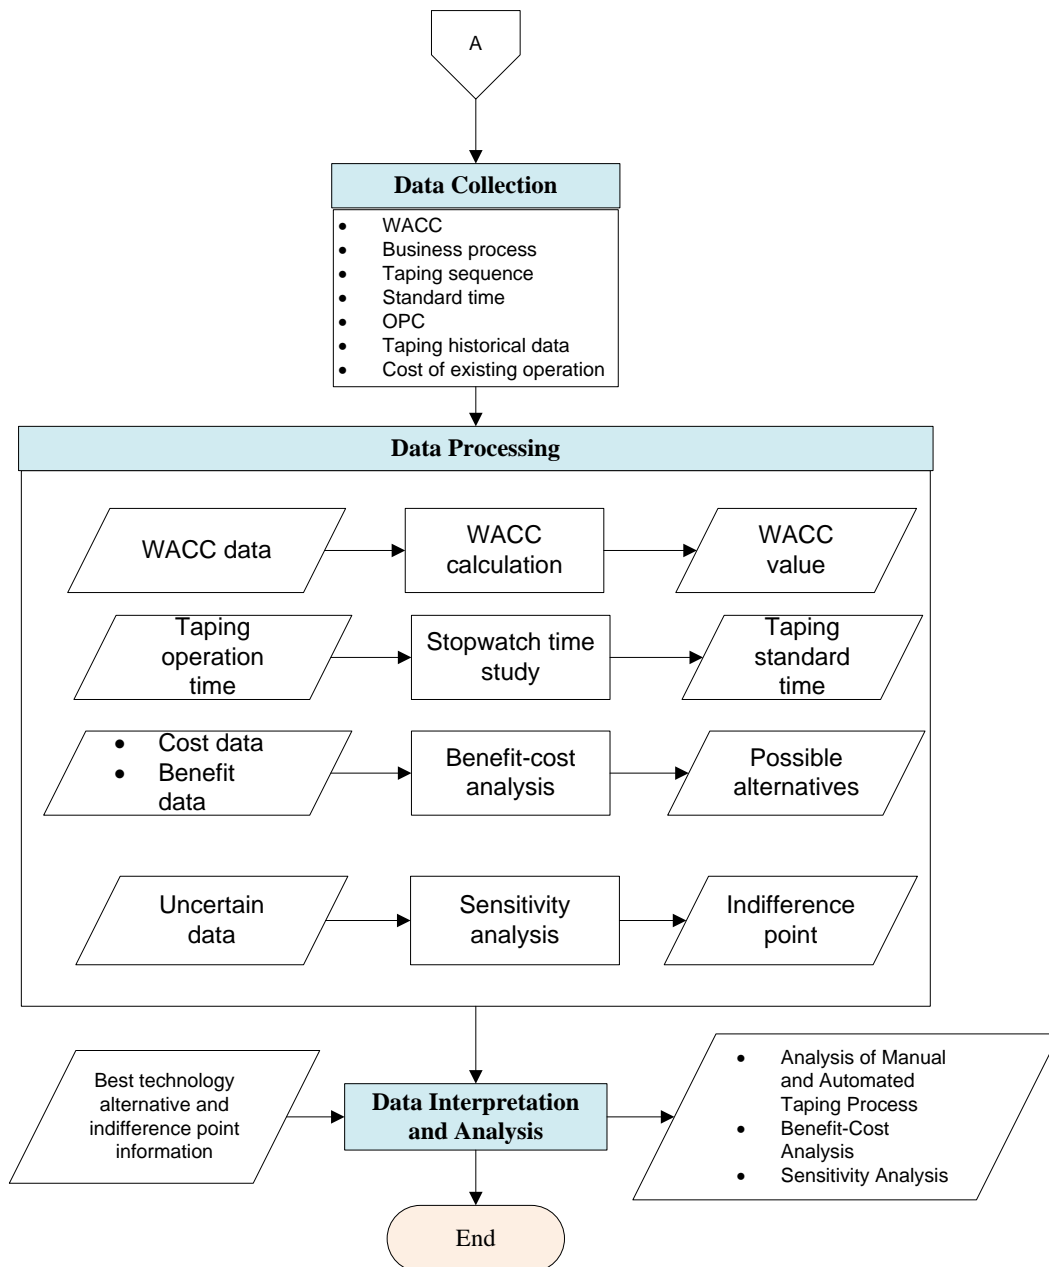 A
Data Collection
• WACC
• Business process
• Taping sequence
• Standard time
• OPC
• Taping historical data
• Cost of existing operation
Data Processing
WACC data
WACC
calculation
WACC
value
Taping
operation
time
Stopwatch time
study
Taping
standard
time
• Cost data
• Benefit
data
Benefit-cost
analysis
Possible
alternatives
Uncertain
data
Sensitivity
analysis
Indifference
point
Best technology
alternative and
indifference point
information
Data Interpretation
and Analysis
• Analysis of Manual
and Automated
Taping Process
• Benefit-Cost
Analysis
• Sensitivity Analysis
End